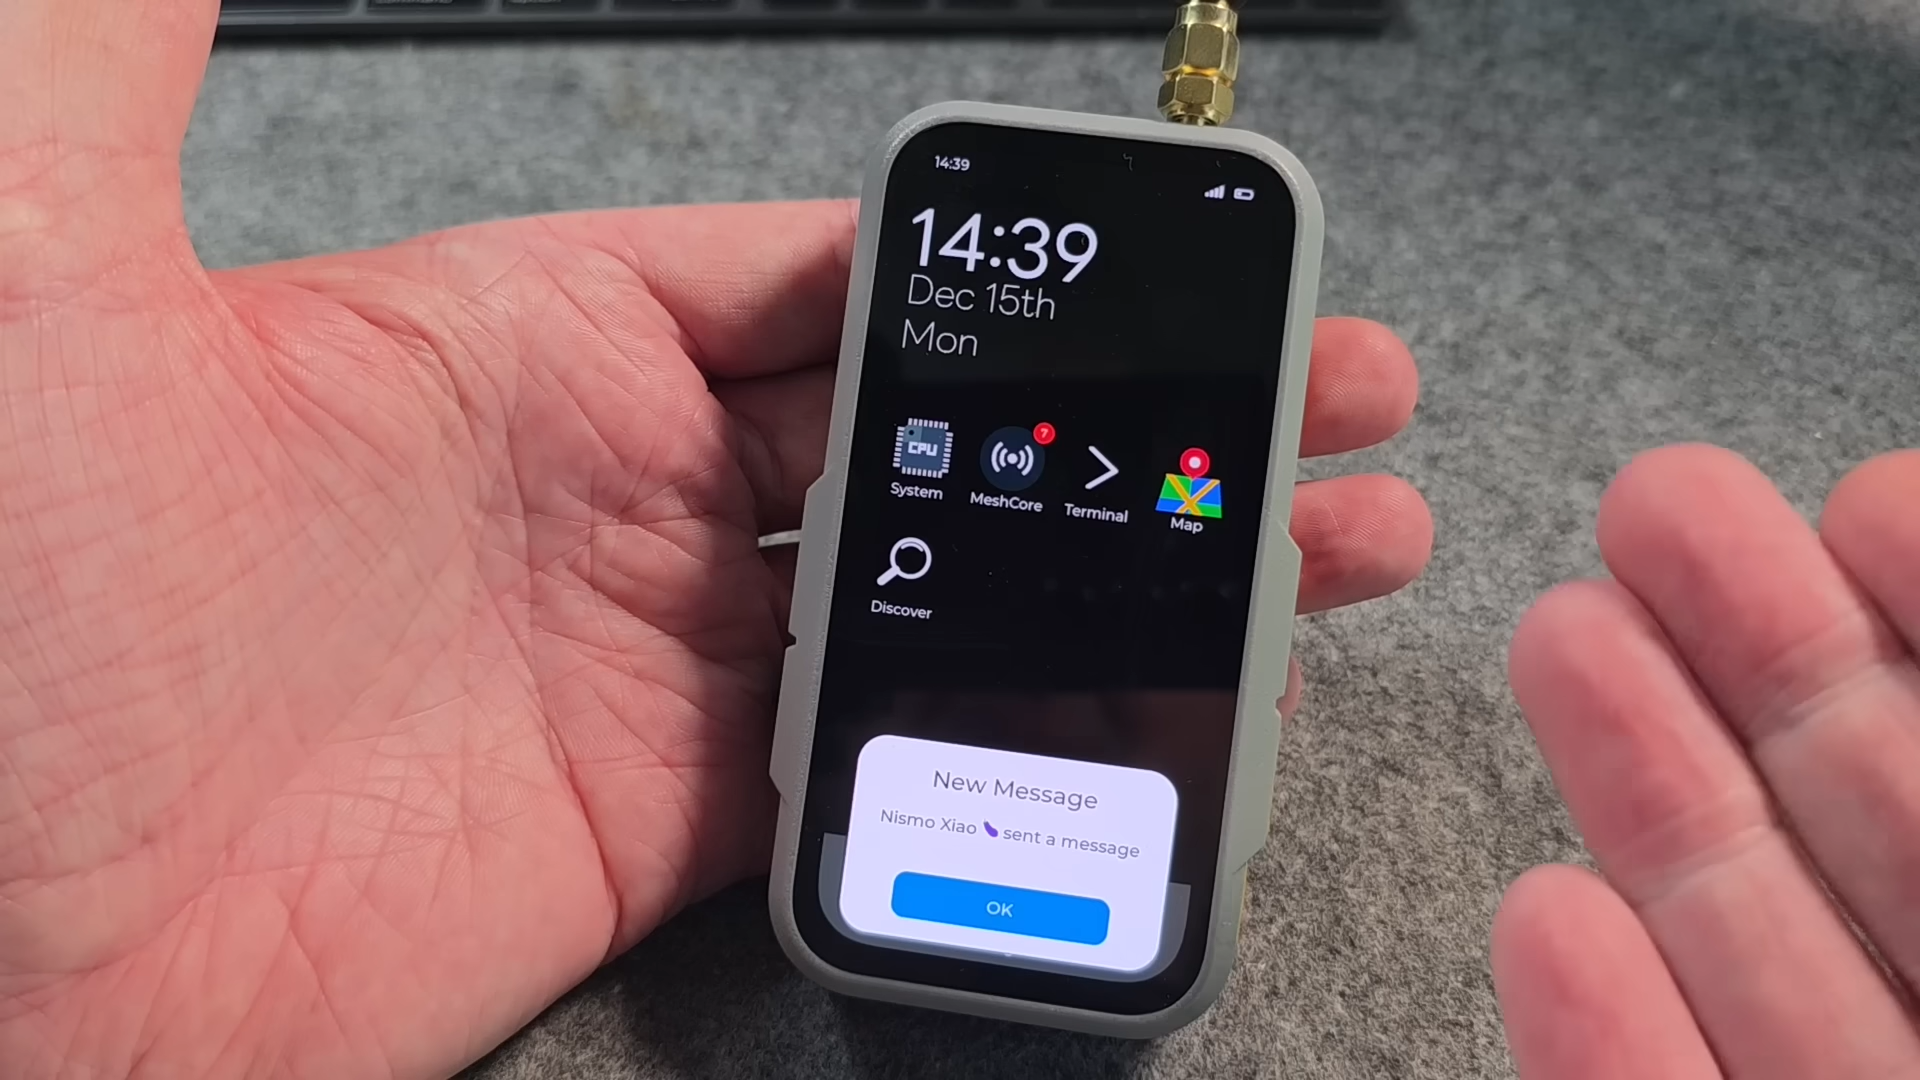 14:39
14:39
Dec 15th
Mon
CPU
7
System
MeshCore
Terminal
Map
Discover
New Message
Nismo Xiao 🍆 sent a message
OK